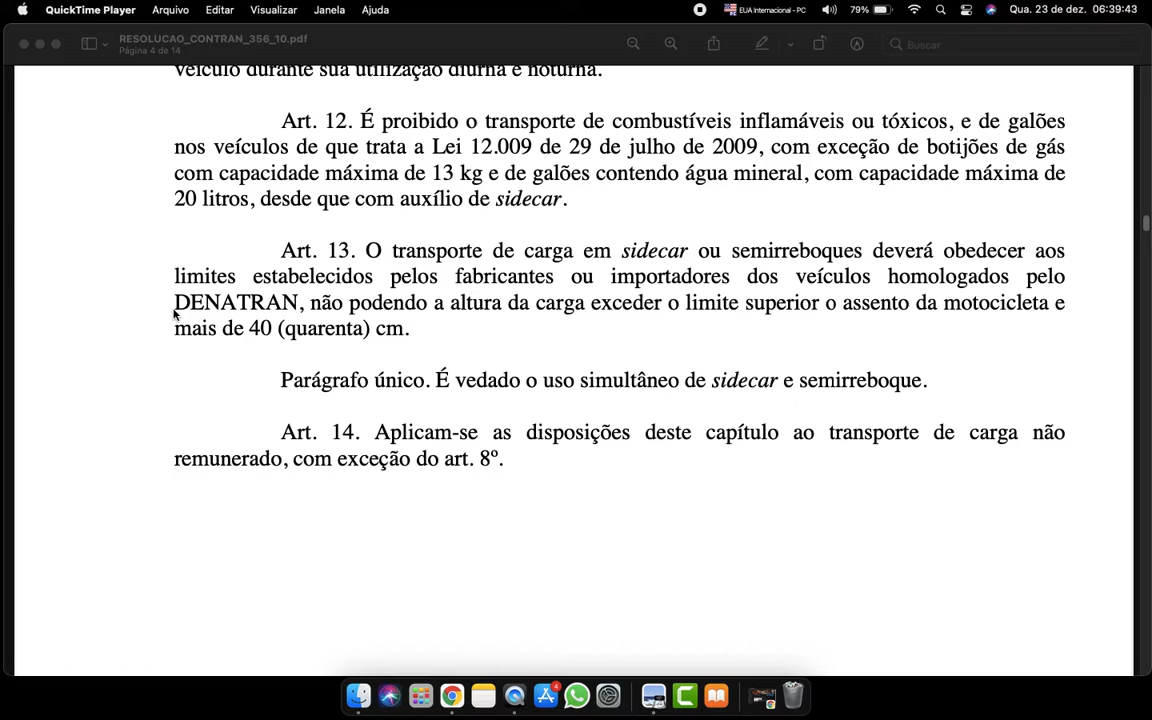 QuickTime Player Arquivo Editar Visualizar Janela Ajuda EUA Internacional - PC 79% Qua. 23 de dez. 06:39:43
RESOLUCAO_CONTRAN_356_10.pdf
Página 4 de 14
Buscar
veículo durante sua utilização diurna e noturna.
Art. 12. É proibido o transporte de combustíveis inflamáveis ou tóxicos, e de galões
nos veículos de que trata a Lei 12.009 de 29 de julho de 2009, com exceção de botijões de gás
com capacidade máxima de 13 kg e de galões contendo água mineral, com capacidade máxima de
20 litros, desde que com auxílio de sidecar.
Art. 13. O transporte de carga em sidecar ou semirreboques deverá obedecer aos
limites estabelecidos pelos fabricantes ou importadores dos veículos homologados pelo
DENATRAN, não podendo a altura da carga exceder o limite superior o assento da motocicleta e
mais de 40 (quarenta) cm.
Parágrafo único. É vedado o uso simultâneo de sidecar e semirreboque.
Art. 14. Aplicam-se as disposições deste capítulo ao transporte de carga não
remunerado, com exceção do art. 8º.
4